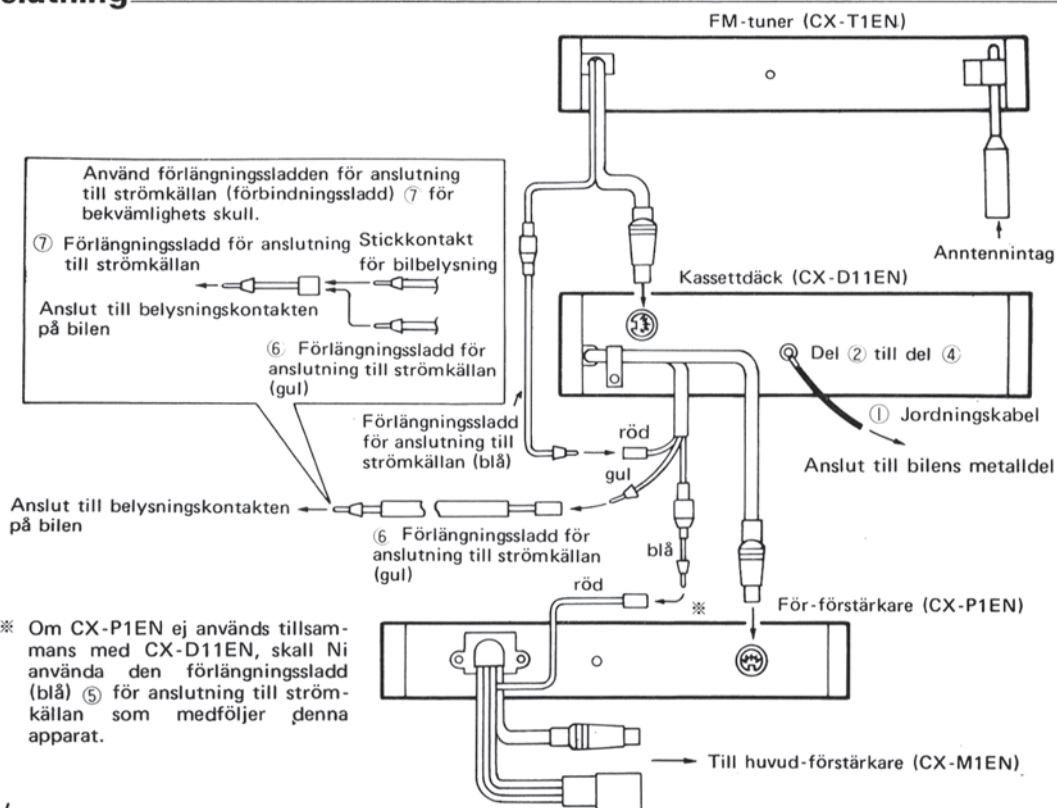 FM-tuner (CX-T1EN)
Använd förlängningssladden för anslutning
till strömkällan (förbindningssladd) ⑦ för
bekvämlighets skull.
⑦ Förlängningssladd för anslutning
till strömkällan
Stickkontakt
för bilbelysning
Anslut till belysningskontakten
på bilen
⑥ Förlängningssladd för
anslutning till strömkällan
(gul)
Anntennintag
Kassettdäck (CX-D11EN)
Del ② till del ④
① Jordningskabel
Anslut till bilens metalldel
Förlängningssladd
för anslutning till
strömkällan (blå)
röd
gul
Anslut till belysningskontakten
på bilen
⑥ Förlängningssladd för
anslutning till strömkällan
(gul)
blå
röd
※
För-förstärkare (CX-P1EN)
※ Om CX-P1EN ej används tillsam-
mans med CX-D11EN, skall Ni
använda den förlängningssladd
(blå) ⑤ för anslutning till ström-
källan som medföljer denna
apparat.
Till huvud-förstärkare (CX-M1EN)